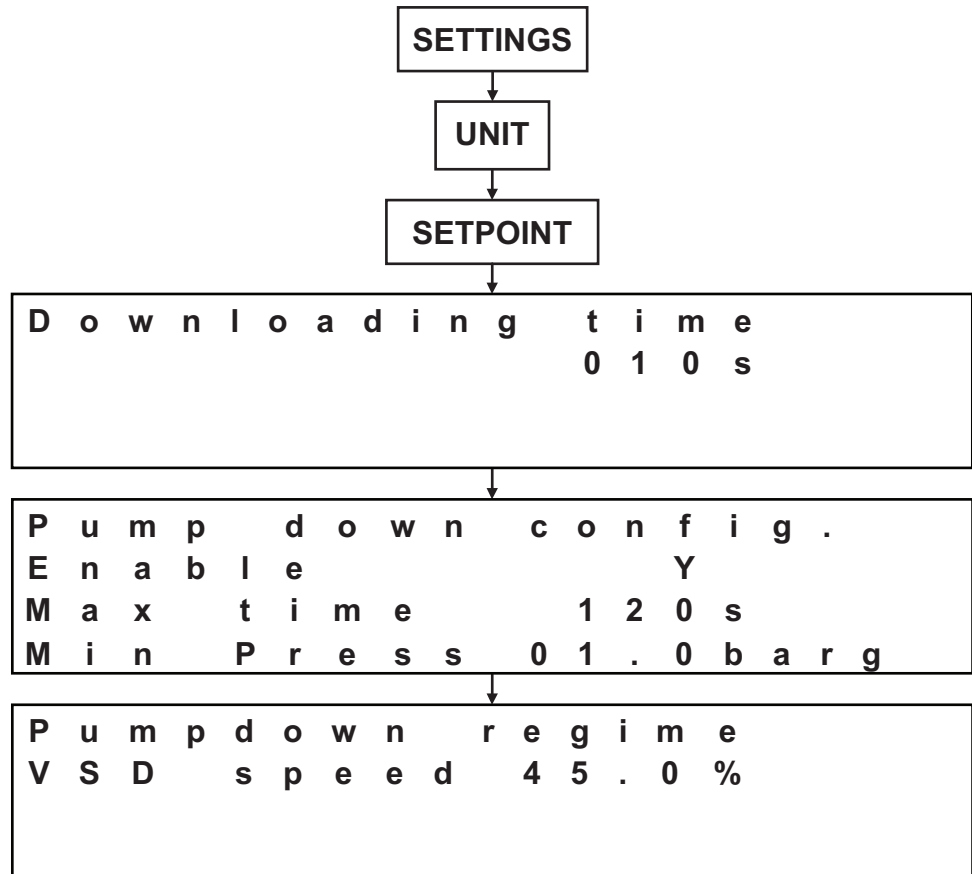 SETTINGS
UNIT
SETPOINT
Downloading time
010s
Pump down config.
Enable Y
Max time 120s
Min Press 01.0barg
Pumpdown regime
VSD speed 45.0%